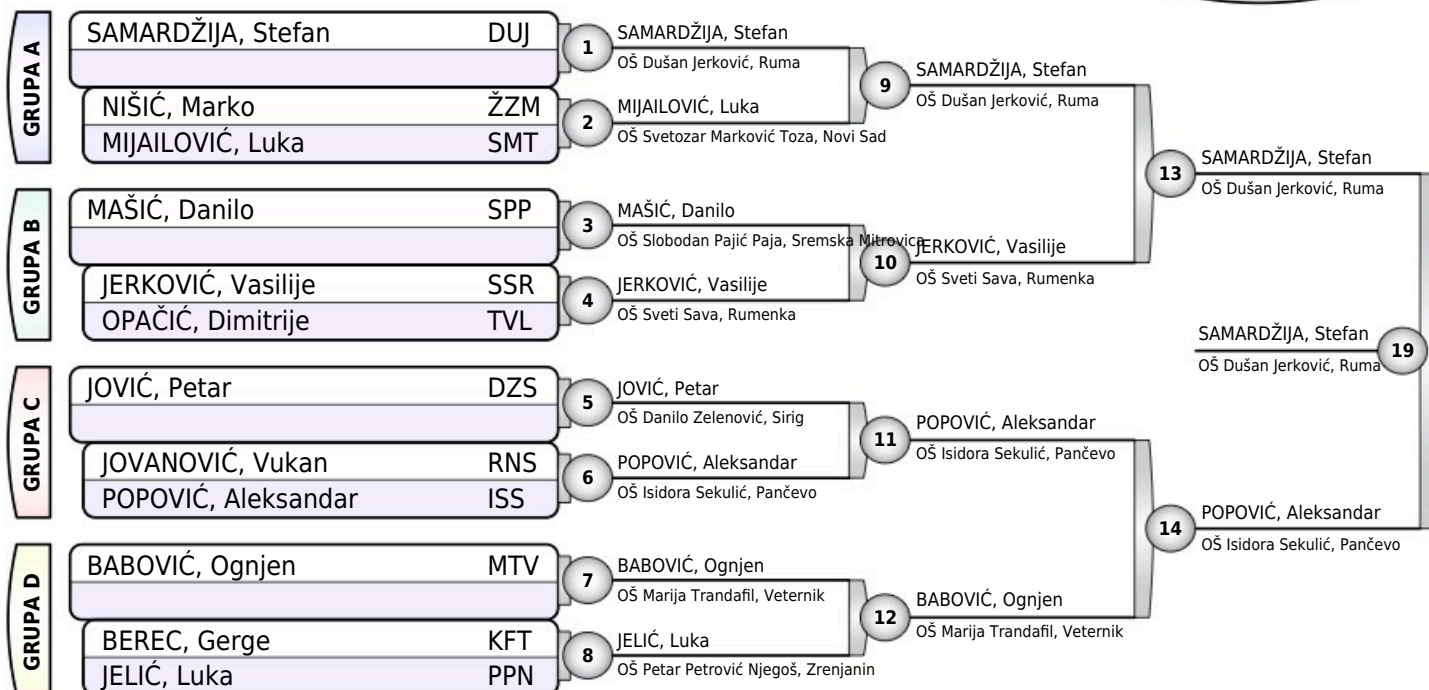 GRUPA A
SAMARDŽIJA, Stefan DUJ
NIŠIĆ, Marko ŽZM
MIJAILOVIĆ, Luka SMT
GRUPA B
MAŠIĆ, Danilo SPP
JERKOVIĆ, Vasilije SSR
OPAČIĆ, Dimitrije TVL
GRUPA C
JOVIĆ, Petar DZS
JOVANOVIĆ, Vukan RNS
POPOVIĆ, Aleksandar ISS
GRUPA D
BABOVIĆ, Ognjen MTV
BEREC, Gerge KFT
JELIĆ, Luka PPN
1
SAMARDŽIJA, Stefan
OŠ Dušan Jerković, Ruma
2
MIJAILOVIĆ, Luka
OŠ Svetozar Marković Toza, Novi Sad
3
MAŠIĆ, Danilo
OŠ Slobodan Pajić Paja, Sremska Mitrovica
4
JERKOVIĆ, Vasilije
OŠ Sveti Sava, Rumenka
5
JOVIĆ, Petar
OŠ Danilo Zelenović, Sirig
6
POPOVIĆ, Aleksandar
OŠ Isidora Sekulić, Pančevo
7
BABOVIĆ, Ognjen
OŠ Marija Trandafil, Veternik
8
JELIĆ, Luka
OŠ Petar Petrović Njegoš, Zrenjanin
9
SAMARDŽIJA, Stefan
OŠ Dušan Jerković, Ruma
10
JERKOVIĆ, Vasilije
OŠ Sveti Sava, Rumenka
11
POPOVIĆ, Aleksandar
OŠ Isidora Sekulić, Pančevo
12
BABOVIĆ, Ognjen
OŠ Marija Trandafil, Veternik
13
SAMARDŽIJA, Stefan
OŠ Dušan Jerković, Ruma
14
POPOVIĆ, Aleksandar
OŠ Isidora Sekulić, Pančevo
SAMARDŽIJA, Stefan
OŠ Dušan Jerković, Ruma
19